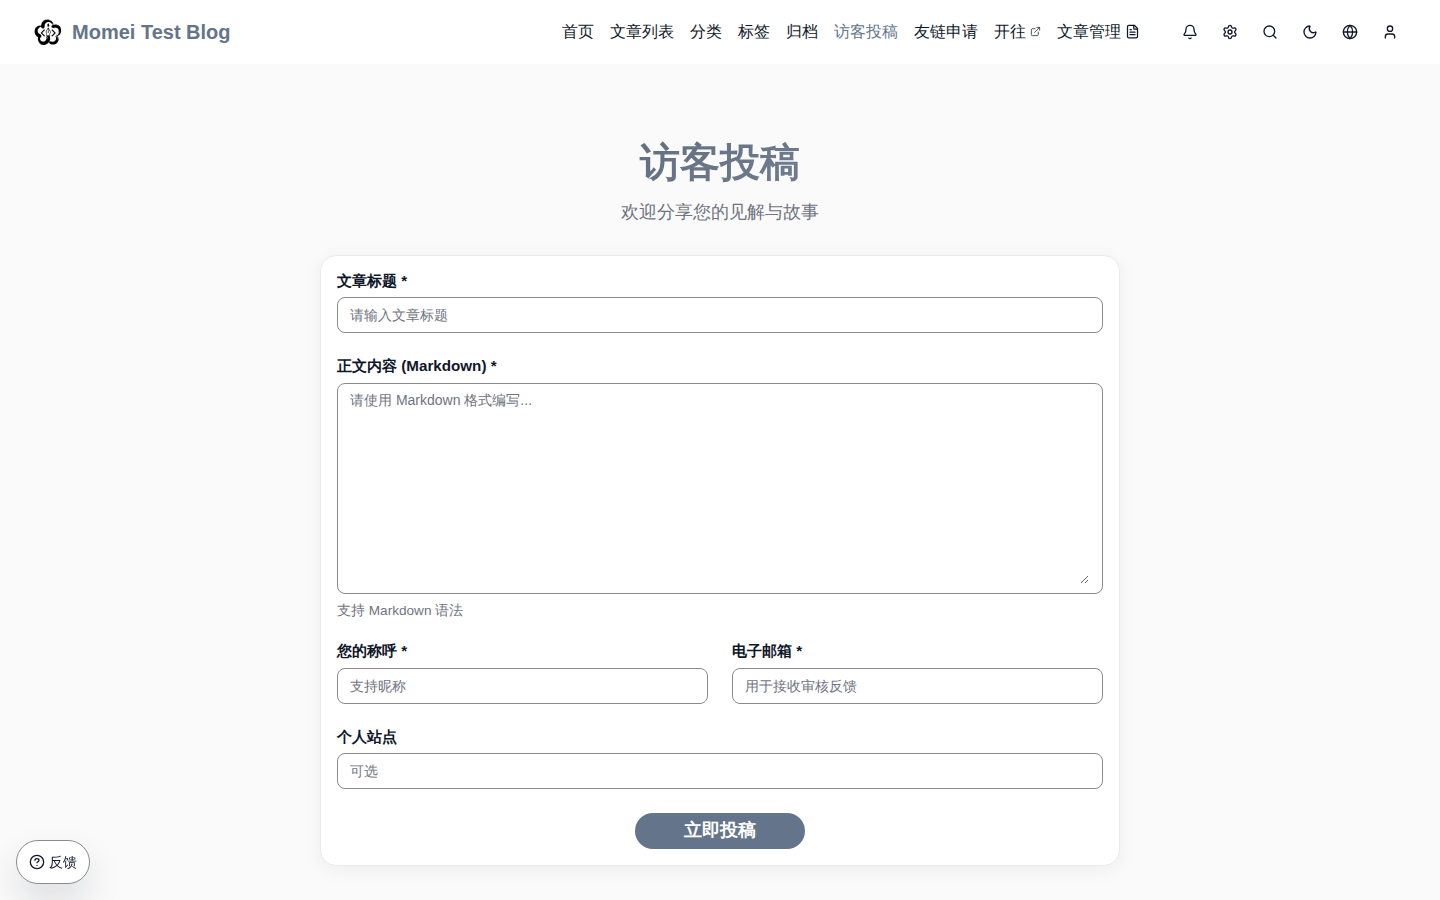 Momei Test Blog 首页 文章列表 分类 标签 归档 访客投稿 友链申请 开往 文章管理
访客投稿
欢迎分享您的见解与故事
文章标题 *
请输入文章标题
正文内容 (Markdown) *
请使用 Markdown 格式编写...
支持 Markdown 语法
您的称呼 * 电子邮箱 *
支持昵称 用于接收审核反馈
个人站点
可选
立即投稿
反馈